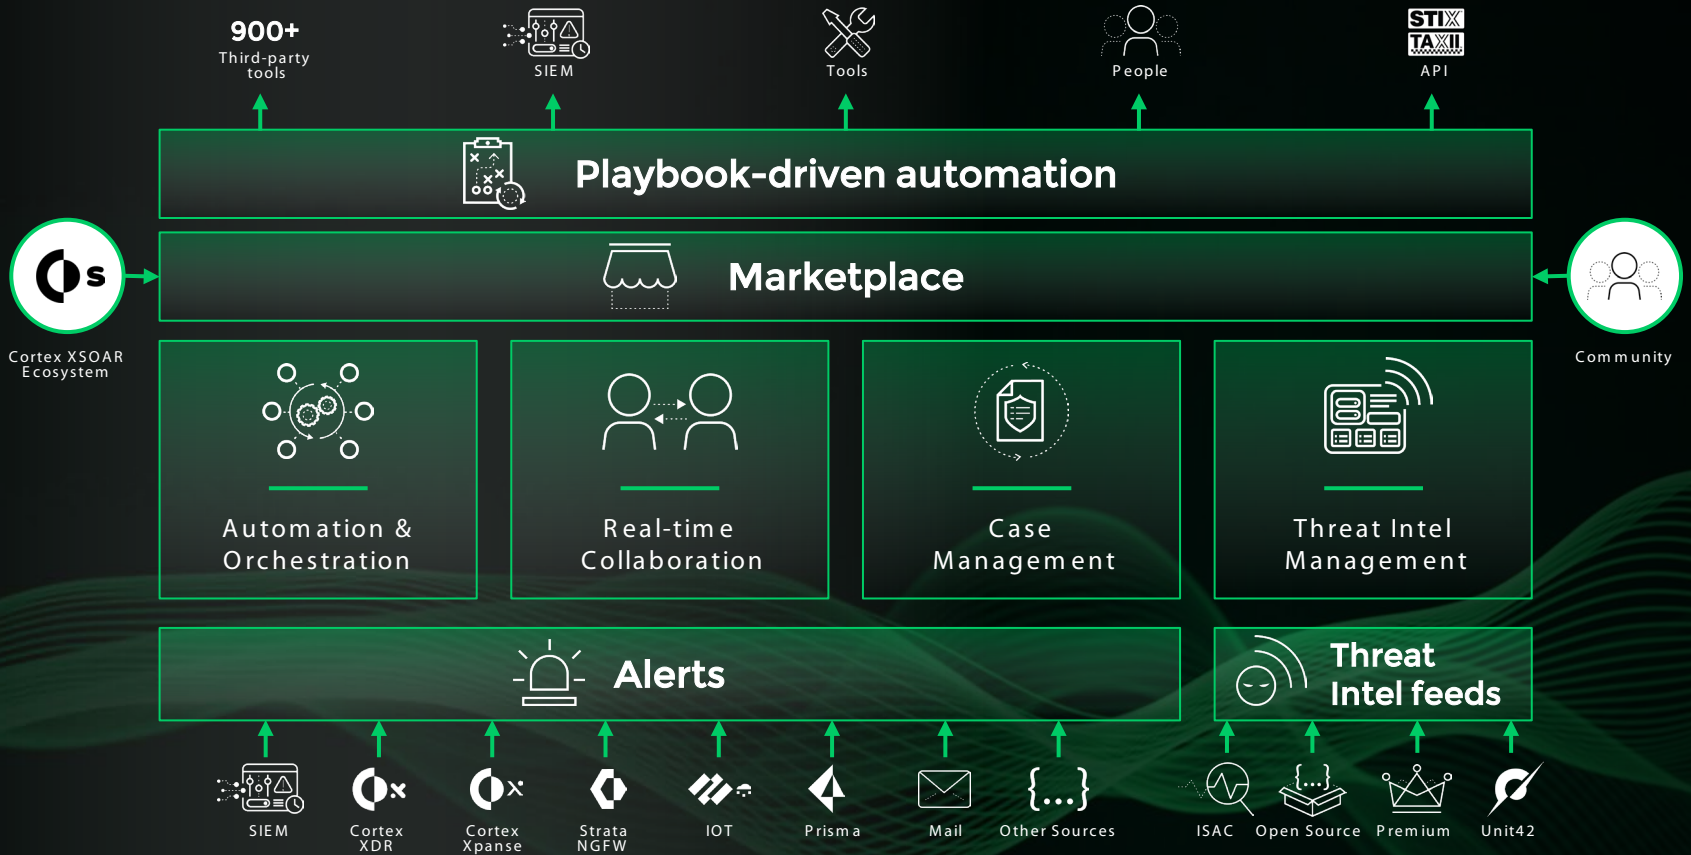 900+
Third-party
tools
SIEM
Tools
People
STIX
TAXII
API
Playbook-driven automation
Marketplace
S
Cortex XSOAR
Ecosystem
Community
Automation &
Orchestration
Real-time
Collaboration
Case
Management
Threat Intel
Management
Alerts
Threat
Intel feeds
SIEM
X
Cortex
XDR
X
Cortex
Xpanse
Strata
NGFW
IOT
Prisma
Mail
{...}
Other Sources
ISAC
{...}
Open Source
Premium
Unit42